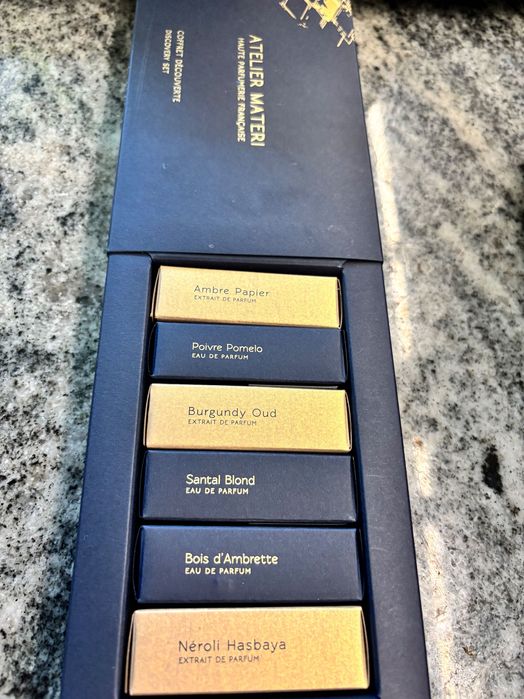 ATELIER MATERI
HAUTE PARFUMERIE FRANÇAISE
COFFRET DÉCOUVERTE
DISCOVERY SET
Ambre Papier
EXTRAIT DE PARFUM
Poivre Pomelo
EAU DE PARFUM
Burgundy Oud
EXTRAIT DE PARFUM
Santal Blond
EAU DE PARFUM
Bois d'Ambrette
EAU DE PARFUM
Néroli Hasbaya
EXTRAIT DE PARFUM